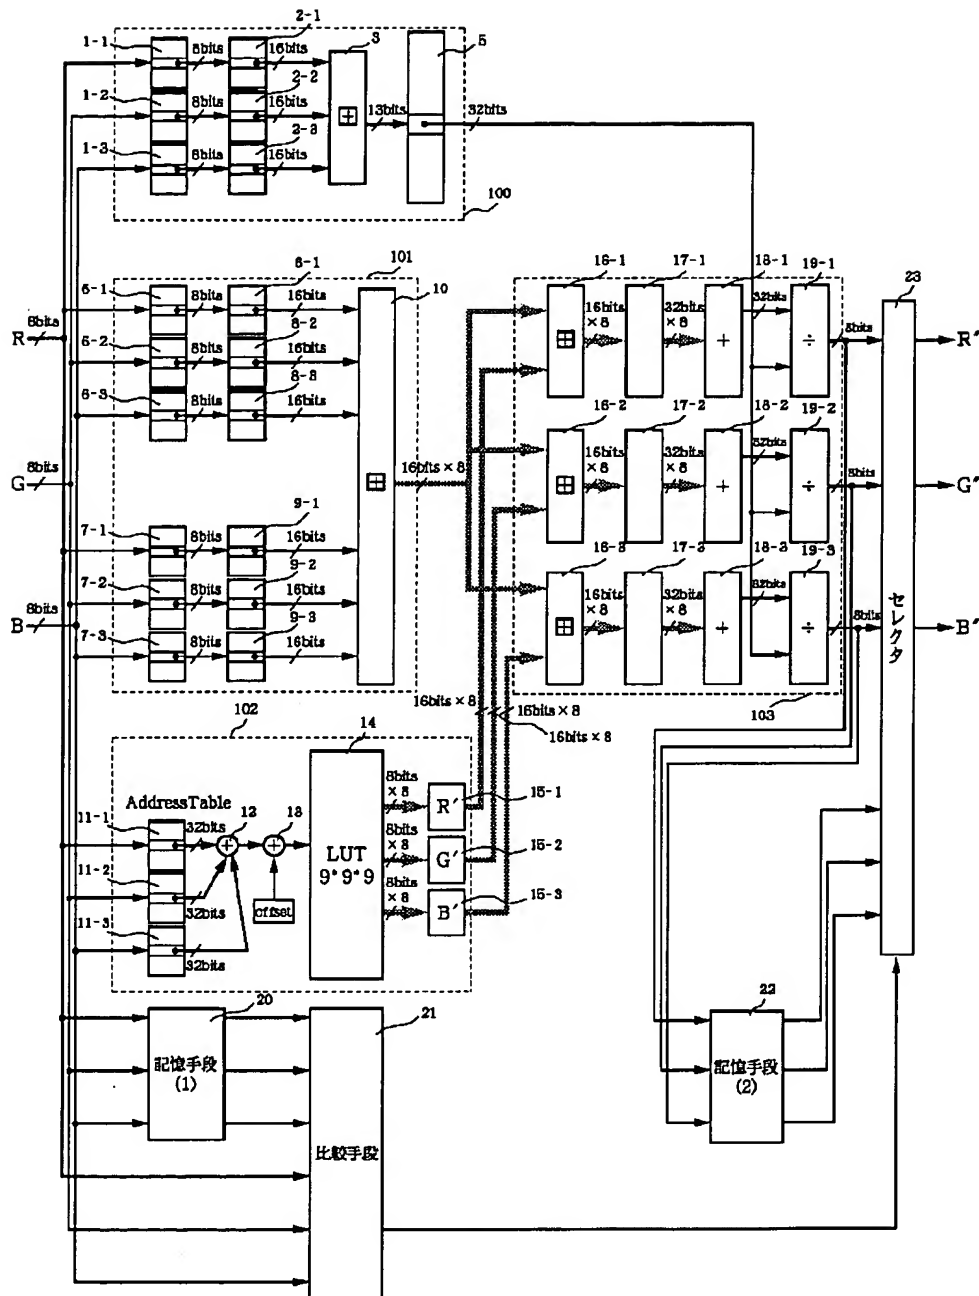 2-1
1-1
8bits
16bits
3
5
1-2
8bits
2-2
16bits
13bits
32bits
1-3
8bits
2-3
16bits
100
101
6-1
8bits
6-1
16bits
10
6-2
8bits
8-2
16bits
6-3
8bits
8-3
16bits
R
8bits
G
8bits
B
8bits
16bits×8
7-1
8bits
9-1
16bits
7-2
8bits
9-2
16bits
7-3
8bits
9-3
16bits
16-1
17-1
18-1
19-1
23
16bits
×8
32bits
×8
+
32bits
÷
8bits
R"
16-2
17-2
18-2
19-2
16bits
×8
32bits
×8
+
32bits
÷
8bits
G"
16-3
17-3
18-3
19-3
16bits
×8
32bits
×8
+
32bits
÷
8bits
B"
セレクタ
103
16bits×8
16bits×8
16bits×8
102
14
AddressTable
11-1
32bits
12
13
11-2
32bits
11-3
32bits
offset
LUT
9*9*9
8bits
×8
R'
15-1
8bits
×8
G'
15-2
8bits
×8
B'
15-3
20
記憶手段
(1)
21
比較手段
22
記憶手段
(2)